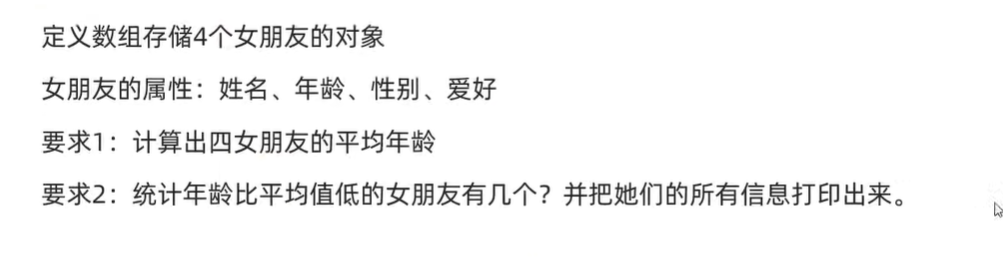 定义数组存储4个女朋友的对象
女朋友的属性：姓名、年龄、性别、爱好
要求1：计算出四女朋友的平均年龄
要求2：统计年龄比平均值低的女朋友有几个？并把她们的所有信息打印出来。